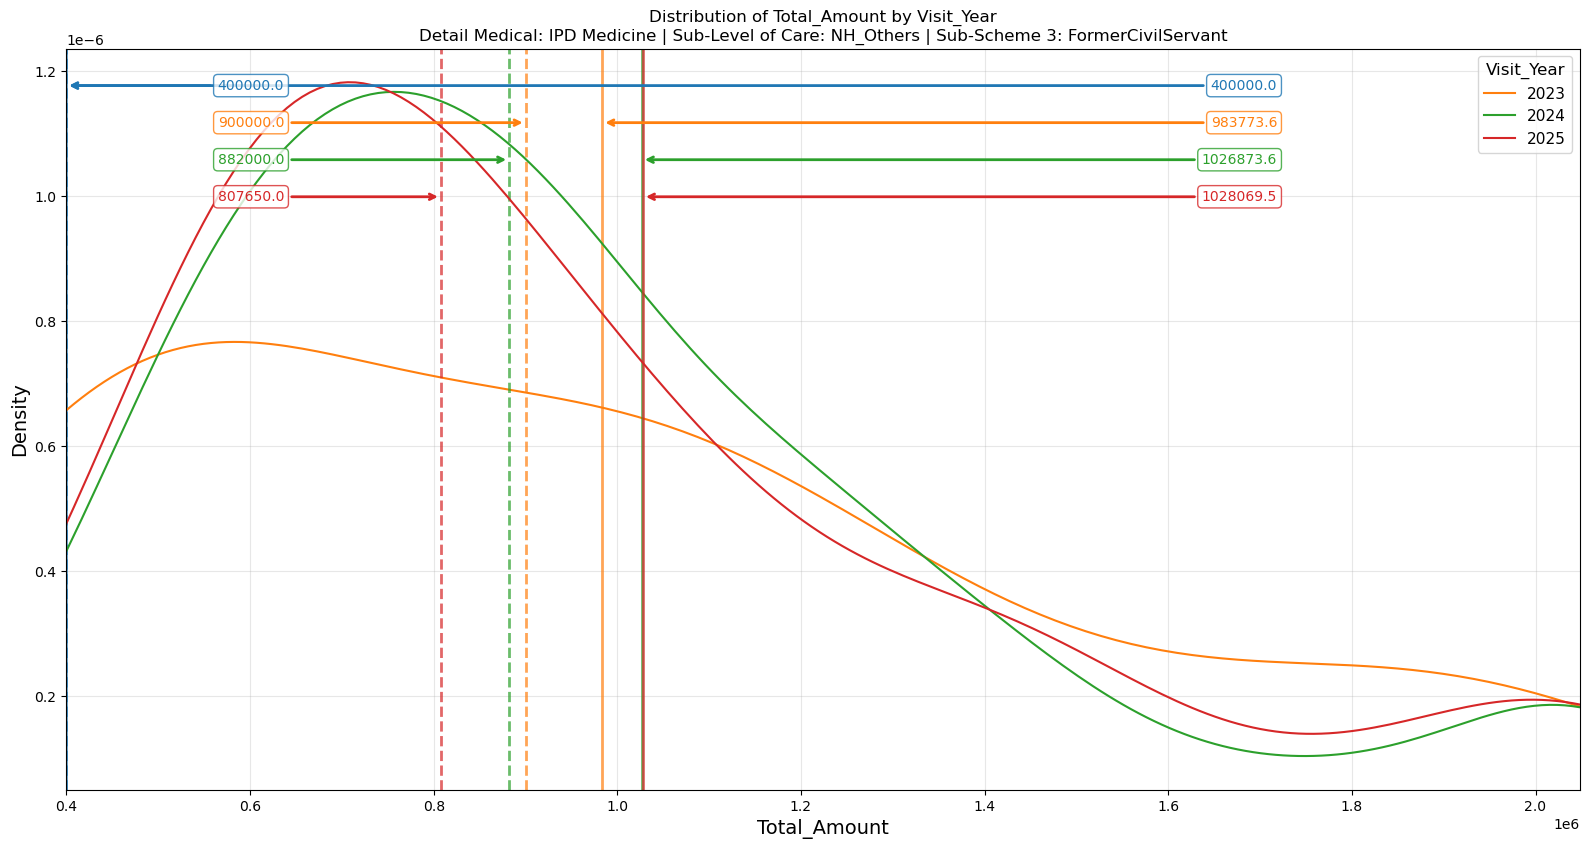 Distribution of Total_Amount by Visit_Year
Detail Medical: IPD Medicine | Sub-Level of Care: NH_Others | Sub-Scheme 3: FormerCivilServant
1e−6
Visit_Year
2023
2024
2025
400000.0 400000.0
900000.0 983773.6
882000.0 1026873.6
807650.0 1028069.5
1.2
1.0
0.8
0.6
0.4
0.2
Density
0.4 0.6 0.8 1.0 1.2 1.4 1.6 1.8 2.0
1e6
Total_Amount